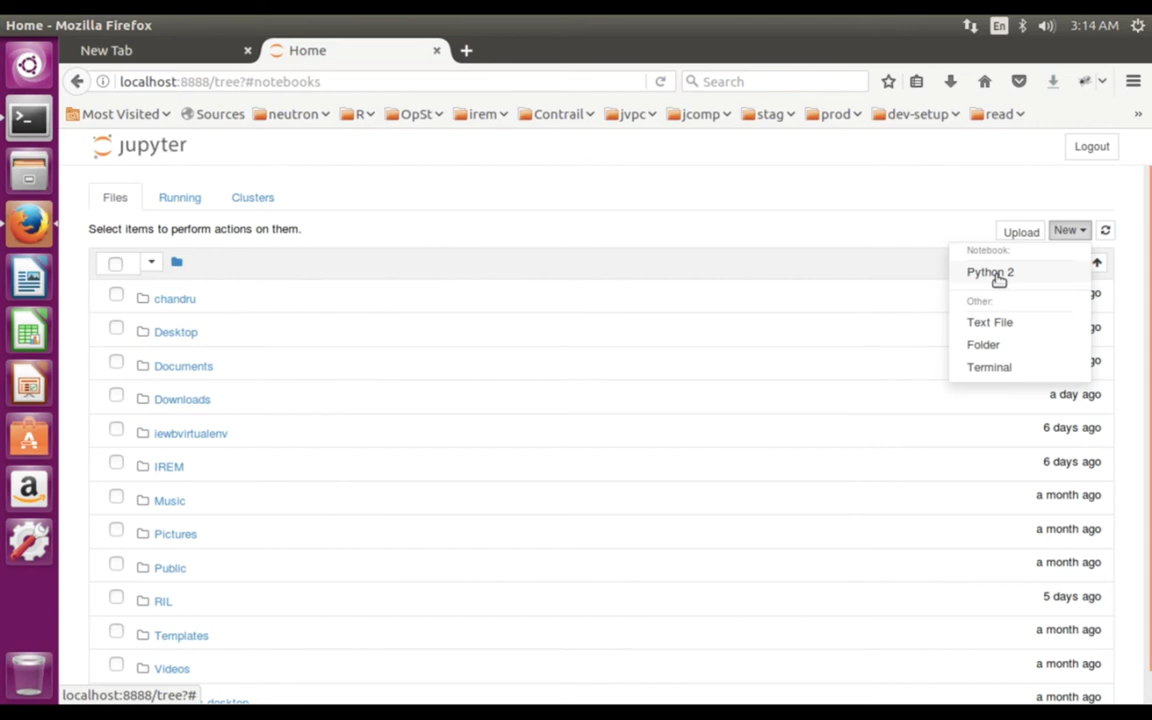 Home - Mozilla Firefox
En
3:14 AM
New Tab
Home
localhost:8888/tree?#notebooks
Search
Most Visited Sources neutron R OpSt irem Contrail jvpc jcomp stag prod dev-setup read »
jupyter
Logout
Files Running Clusters
Select items to perform actions on them.
Upload New
Notebook:
Python 2
Other:
Text File
Folder
Terminal
chandru go
Desktop go
Documents go
Downloads a day ago
iewbvirtualenv 6 days ago
IREM 6 days ago
Music a month ago
Pictures a month ago
Public a month ago
RIL 5 days ago
Templates a month ago
Videos a month ago
desktop a month ago
localhost:8888/tree?#